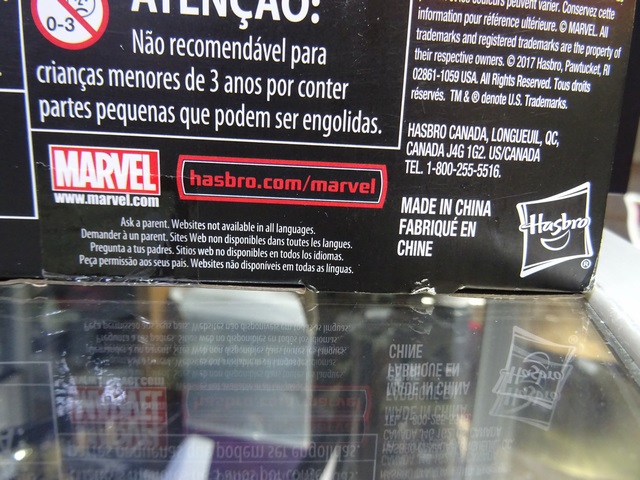 ATENÇÃO:
0-3
Não recomendável para
crianças menores de 3 anos por conter
partes pequenas que podem ser engolidas.
couleurs peuvent varier. Conservez cette
information pour référence ultérieure. © MARVEL. All
trademarks and registered trademarks are the property of
their respective owners. © 2017 Hasbro, Pawtucket, RI
02861-1059 USA. All Rights Reserved. Tous droits
réservés. TM & ® denote U.S. Trademarks.
HASBRO CANADA, LONGUEUIL, QC,
CANADA J4G 1G2. US/CANADA
TEL. 1-800-255-5516.
MARVEL
www.marvel.com
hasbro.com/marvel
Ask a parent. Websites not available in all languages.
Demander à un parent. Sites Web non disponibles dans toutes les langues.
Pregunta a tus padres. Sitios web no disponibles en todos los idiomas.
Peça permissão aos seus pais. Websites não disponíveis em todas as línguas.
MADE IN CHINA
FABRIQUÉ EN
CHINE
Hasbro
®